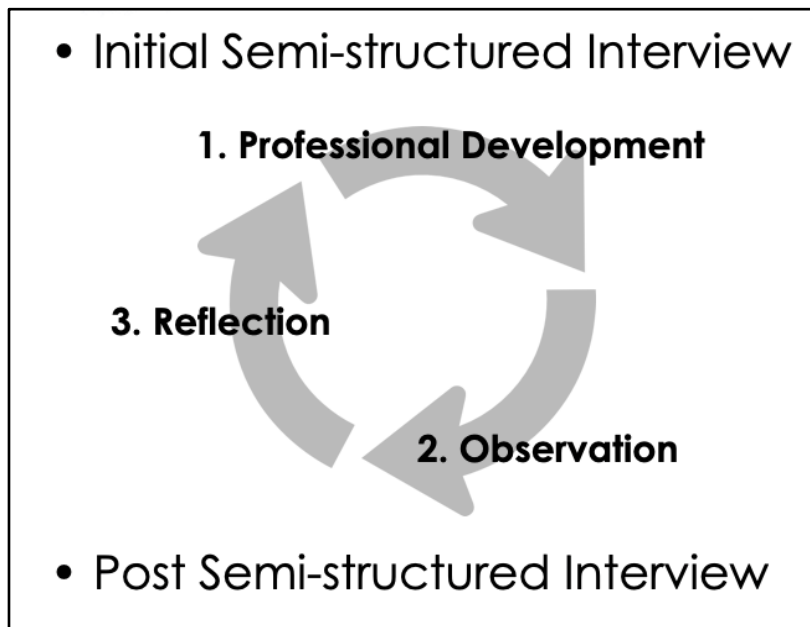 • Initial Semi-structured Interview
1. Professional Development
3. Reflection
2. Observation
• Post Semi-structured Interview